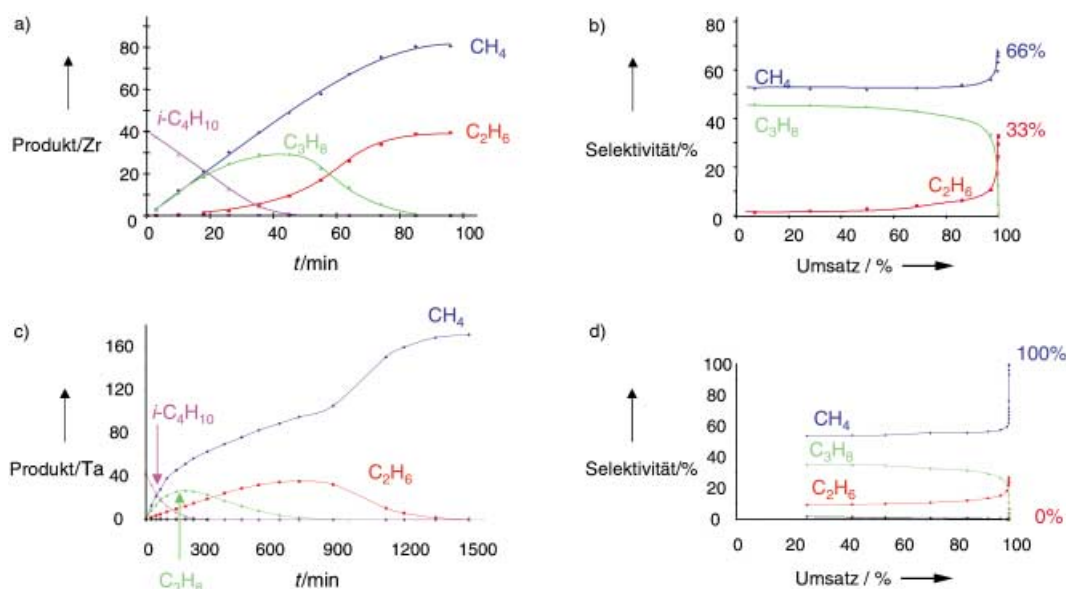 a)
80
60
40
20
0
Produkt/Zr
CH₄
i-C₄H₁₀
C₃H₈
C₂H₆
0 20 40 60 80 100
t/min
b)
80
60
40
20
0
Selektivität/%
CH₄
66%
C₃H₈
33%
C₂H₆
0 20 40 60 80 100
Umsatz / %
c)
160
120
80
40
0
Produkt/Ta
CH₄
i-C₄H₁₀
C₂H₆
0 300 600 900 1200 1500
t/min
d)
100
80
60
40
20
0
Selektivität/%
100%
CH₄
C₃H₈
C₂H₆
0%
0 20 40 60 80 100
Umsatz / %